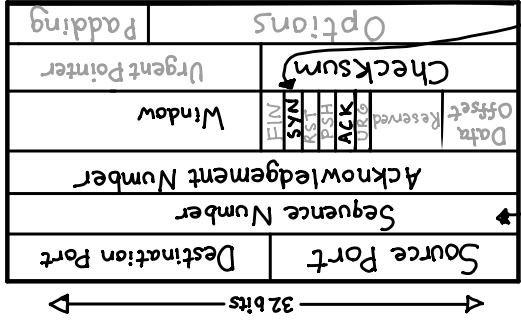 32 bits
Source Port Destination Port
Sequence Number
Acknowledgement Number
Data Offset Reserved URG ACK PSH RST SYN FIN Window
Checksum Urgent Pointer
Options Padding